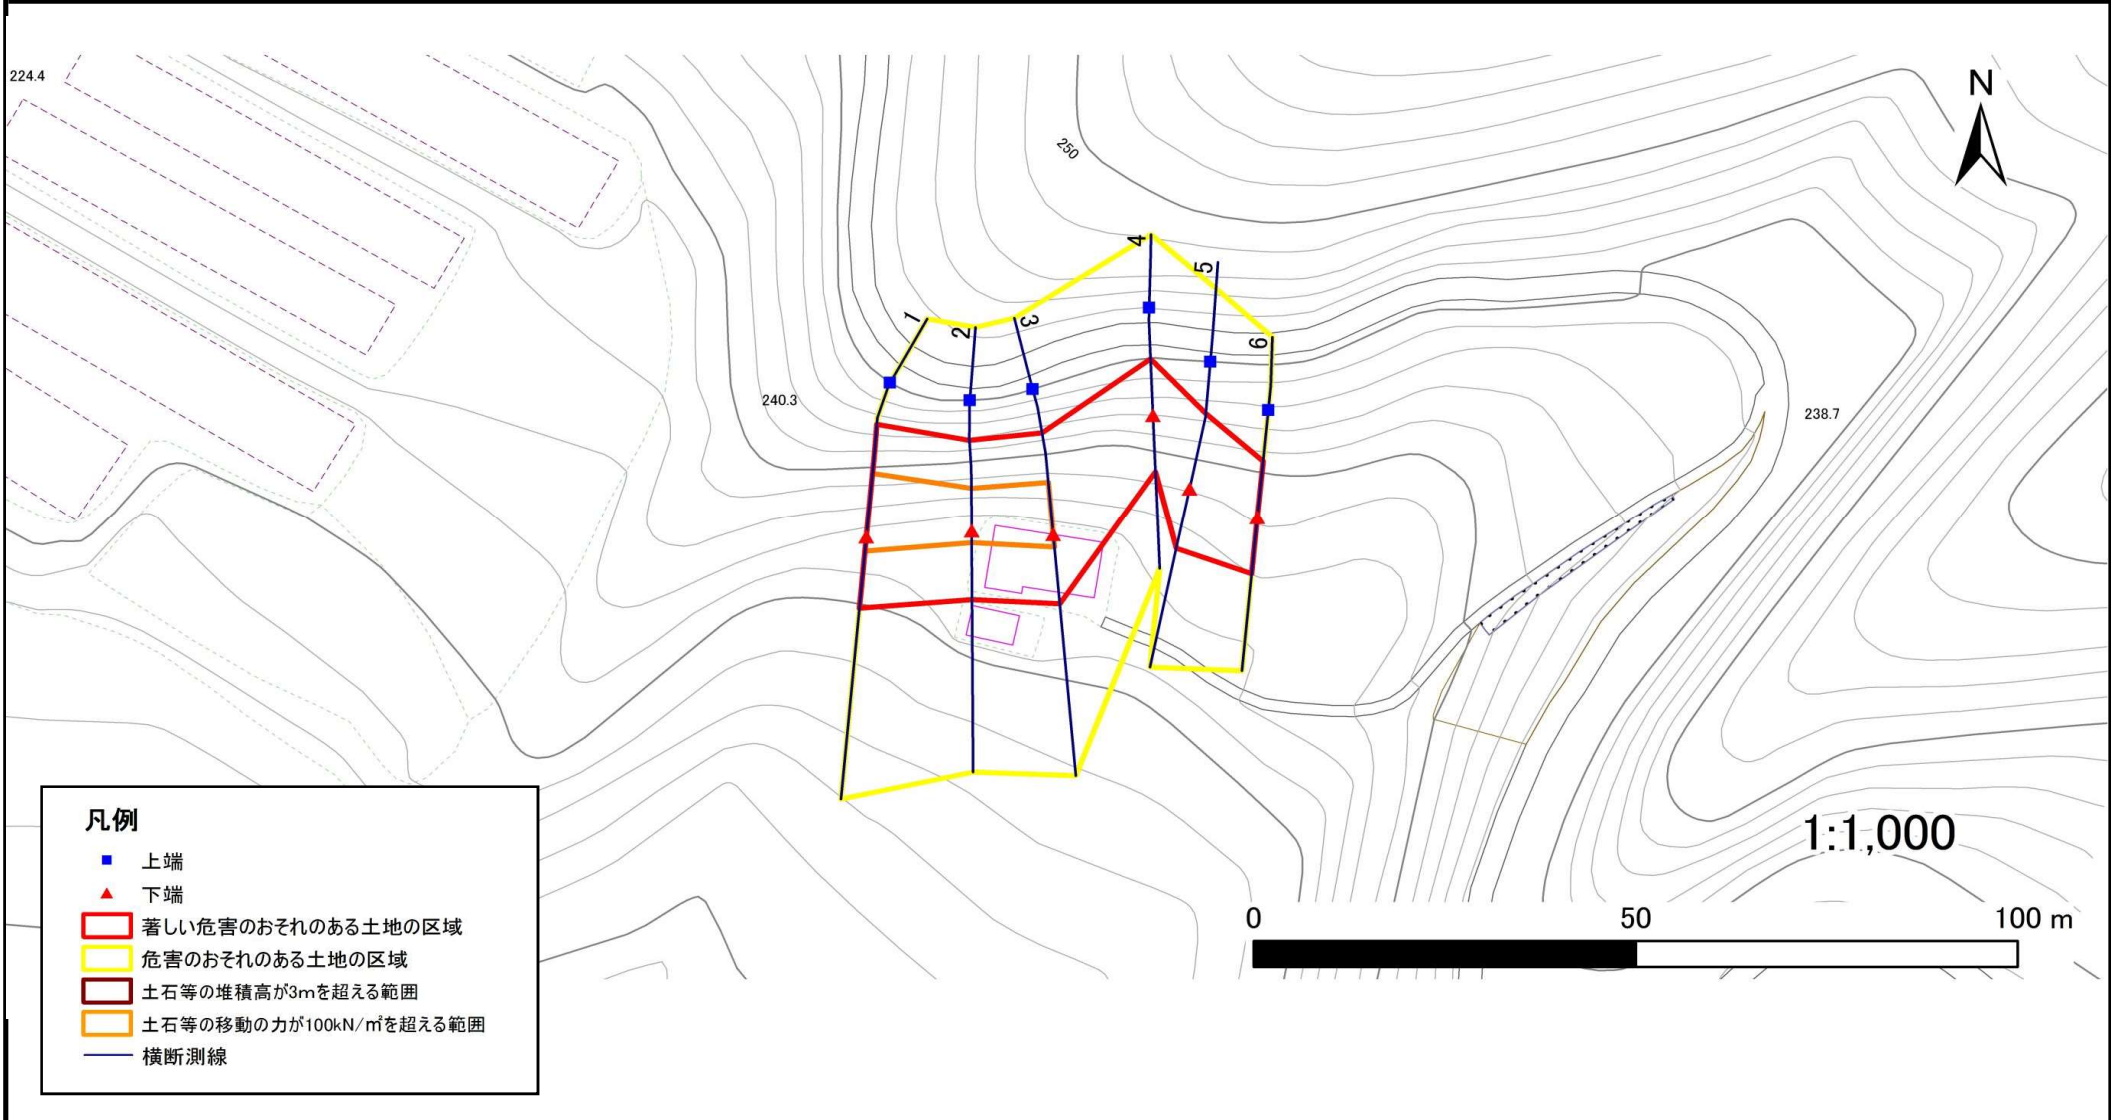 224.4
N
250
4
5
1
2
3
6
240.3
238.7
1:1,000
0 50 100 m
凡例
上端
下端
著しい危害のおそれのある土地の区域
危害のおそれのある土地の区域
土石等の堆積高が3mを超える範囲
土石等の移動の力が100kN/㎡を超える範囲
横断測線